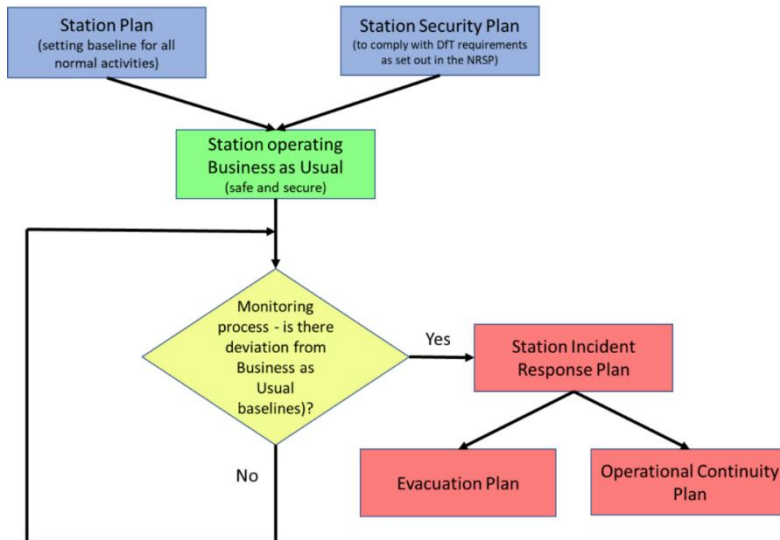 Station Plan
(setting baseline for all
normal activities)
Station Security Plan
(to comply with DfT requirements
as set out in the NRSP)
Station operating
Business as Usual
(safe and secure)
Monitoring
process - is there
deviation from
Business as
Usual
baselines)?
Yes
Station Incident
Response Plan
No
Evacuation Plan
Operational Continuity
Plan